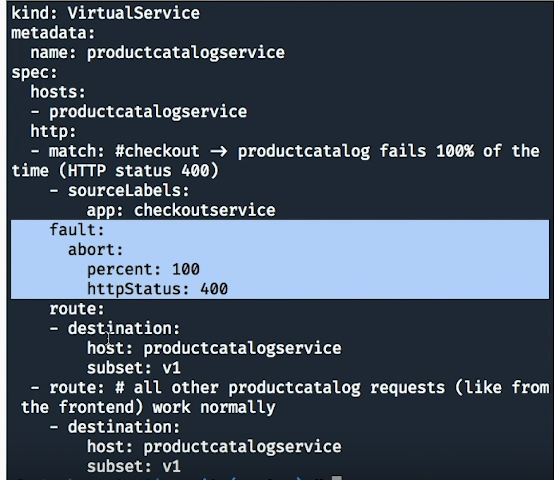 kind: VirtualService
metadata:
  name: productcatalogservice
spec:
  hosts:
  - productcatalogservice
  http:
  - match: #checkout -> productcatalog fails 100% of the
time (HTTP status 400)
    - sourceLabels:
        app: checkoutservice
    fault:
      abort:
        percent: 100
        httpStatus: 400
    route:
    - destination:
        host: productcatalogservice
        subset: v1
  - route: # all other productcatalog requests (like from
 the frontend) work normally
    - destination:
        host: productcatalogservice
        subset: v1